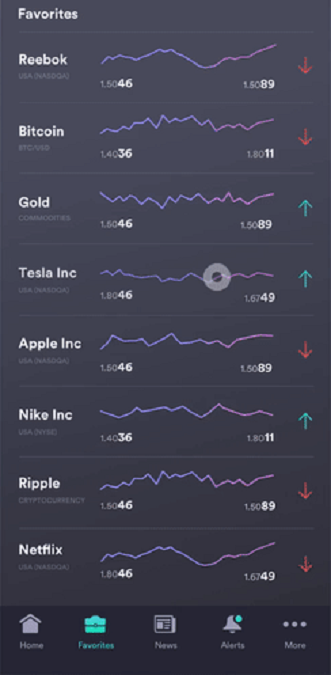 Favorites
Reebok
USA (NASDQA)
1.5046 1.5089
Bitcoin
BTC/USD
1.4036 1.8011
Gold
COMMODITIES
1.5046 1.5089
Tesla Inc
USA (NASDQA)
1.8046 1.6749
Apple Inc
USA (NASDQA)
1.5046 1.5089
Nike Inc
USA (NYSE)
1.4036 1.8011
Ripple
CRYPTOCURRENCY
1.5046 1.5089
Netflix
USA (NASDQA)
1.8046 1.6749
Home Favorites News Alerts More